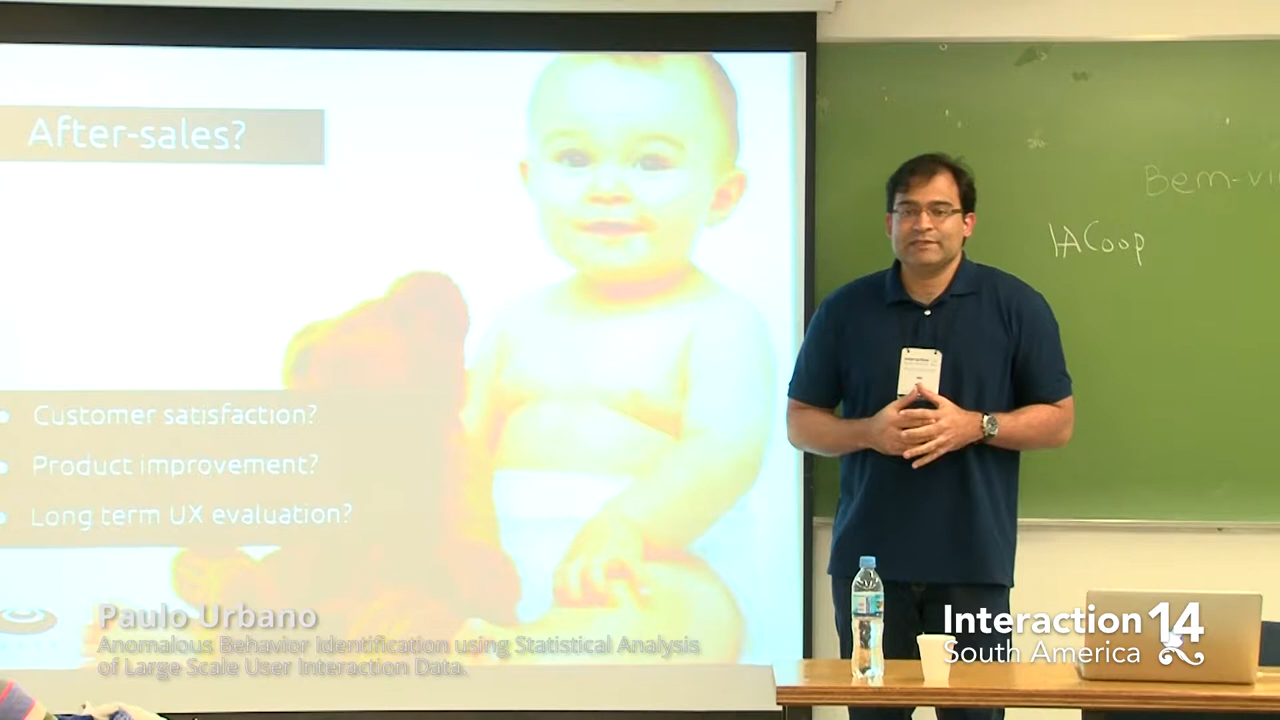 After-sales?
Customer satisfaction?
Product improvement?
Long term UX evaluation?
Bem-vi
IACoop
Paulo Urbano
Anomalous Behavior Identification using Statistical Analysis
of Large Scale User Interaction Data.
Interaction 14
South America